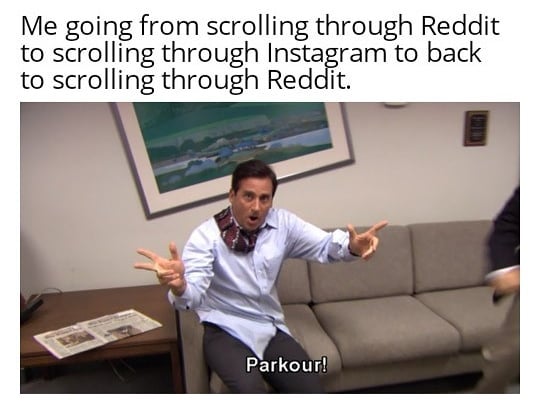 Me going from scrolling through Reddit
to scrolling through Instagram to back
to scrolling through Reddit.
Parkour!